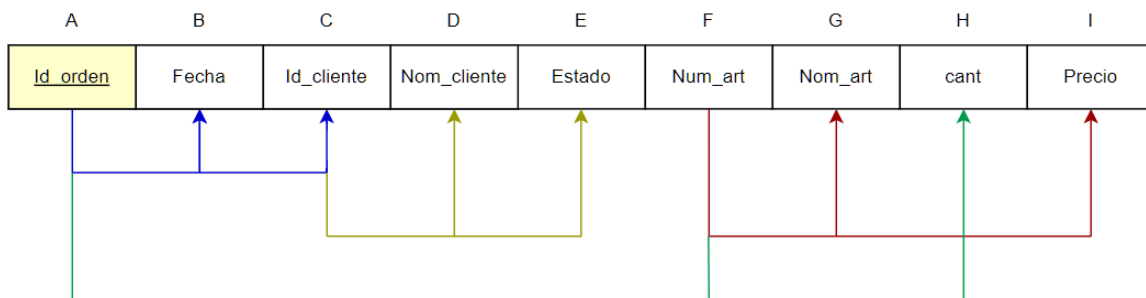 A B C D E F G H I
Id_orden Fecha Id_cliente Nom_cliente Estado Num_art Nom_art cant Precio